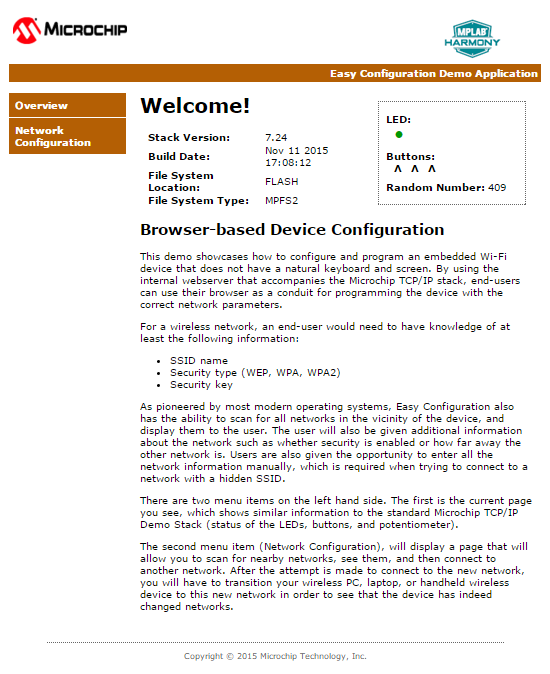 MICROCHIP
MPLAB
HARMONY
Easy Configuration Demo Application
Overview
Network
Configuration
Welcome!
Stack Version: 7.24
Build Date: Nov 11 2015
17:08:12
File System
Location: FLASH
File System Type: MPFS2
LED:
Buttons:
Λ Λ Λ
Random Number: 409
Browser-based Device Configuration
This demo showcases how to configure and program an embedded Wi-Fi
device that does not have a natural keyboard and screen. By using the
internal webserver that accompanies the Microchip TCP/IP stack, end-users
can use their browser as a conduit for programming the device with the
correct network parameters.
For a wireless network, an end-user would need to have knowledge of at
least the following information:
• SSID name
• Security type (WEP, WPA, WPA2)
• Security key
As pioneered by most modern operating systems, Easy Configuration also
has the ability to scan for all networks in the vicinity of the device, and
display them to the user. The user will also be given additional information
about the network such as whether security is enabled or how far away the
other network is. Users are also given the opportunity to enter all the
network information manually, which is required when trying to connect to a
network with a hidden SSID.
There are two menu items on the left hand side. The first is the current page
you see, which shows similar information to the standard Microchip TCP/IP
Demo Stack (status of the LEDs, buttons, and potentiometer).
The second menu item (Network Configuration), will display a page that will
allow you to scan for nearby networks, see them, and then connect to
another network. After the attempt is made to connect to the new network,
you will have to transition your wireless PC, laptop, or handheld wireless
device to this new network in order to see that the device has indeed
changed networks.
Copyright © 2015 Microchip Technology, Inc.